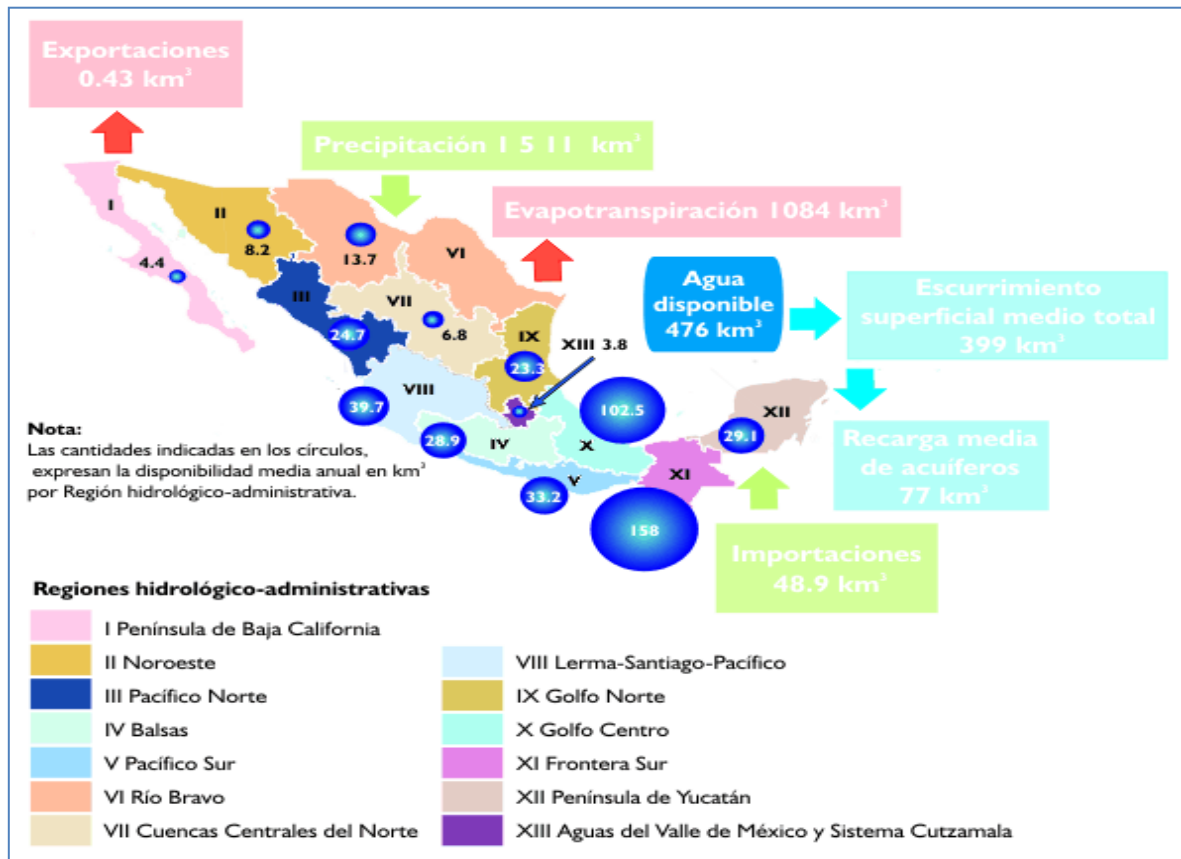 Exportaciones
0.43 km³
Precipitación 1 5 11 km³
Evapotranspiración 1084 km³
Agua
disponible
476 km³
Escurrimiento
superficial medio total
399 km³
Recarga media
de acuíferos
77 km³
Importaciones
48.9 km³
I
II
8.2
4.4
13.7
VI
III
VII
24.7
6.8
IX
23.3
XIII 3.8
VIII
39.7
28.9
IV
102.5
X
V
33.2
XI
158
XII
29.1
Nota:
Las cantidades indicadas en los círculos,
expresan la disponibilidad media anual en km³
por Región hidrológico-administrativa.
Regiones hidrológico-administrativas
I Península de Baja California
II Noroeste
III Pacífico Norte
IV Balsas
V Pacífico Sur
VI Río Bravo
VII Cuencas Centrales del Norte
VIII Lerma-Santiago-Pacífico
IX Golfo Norte
X Golfo Centro
XI Frontera Sur
XII Península de Yucatán
XIII Aguas del Valle de México y Sistema Cutzamala